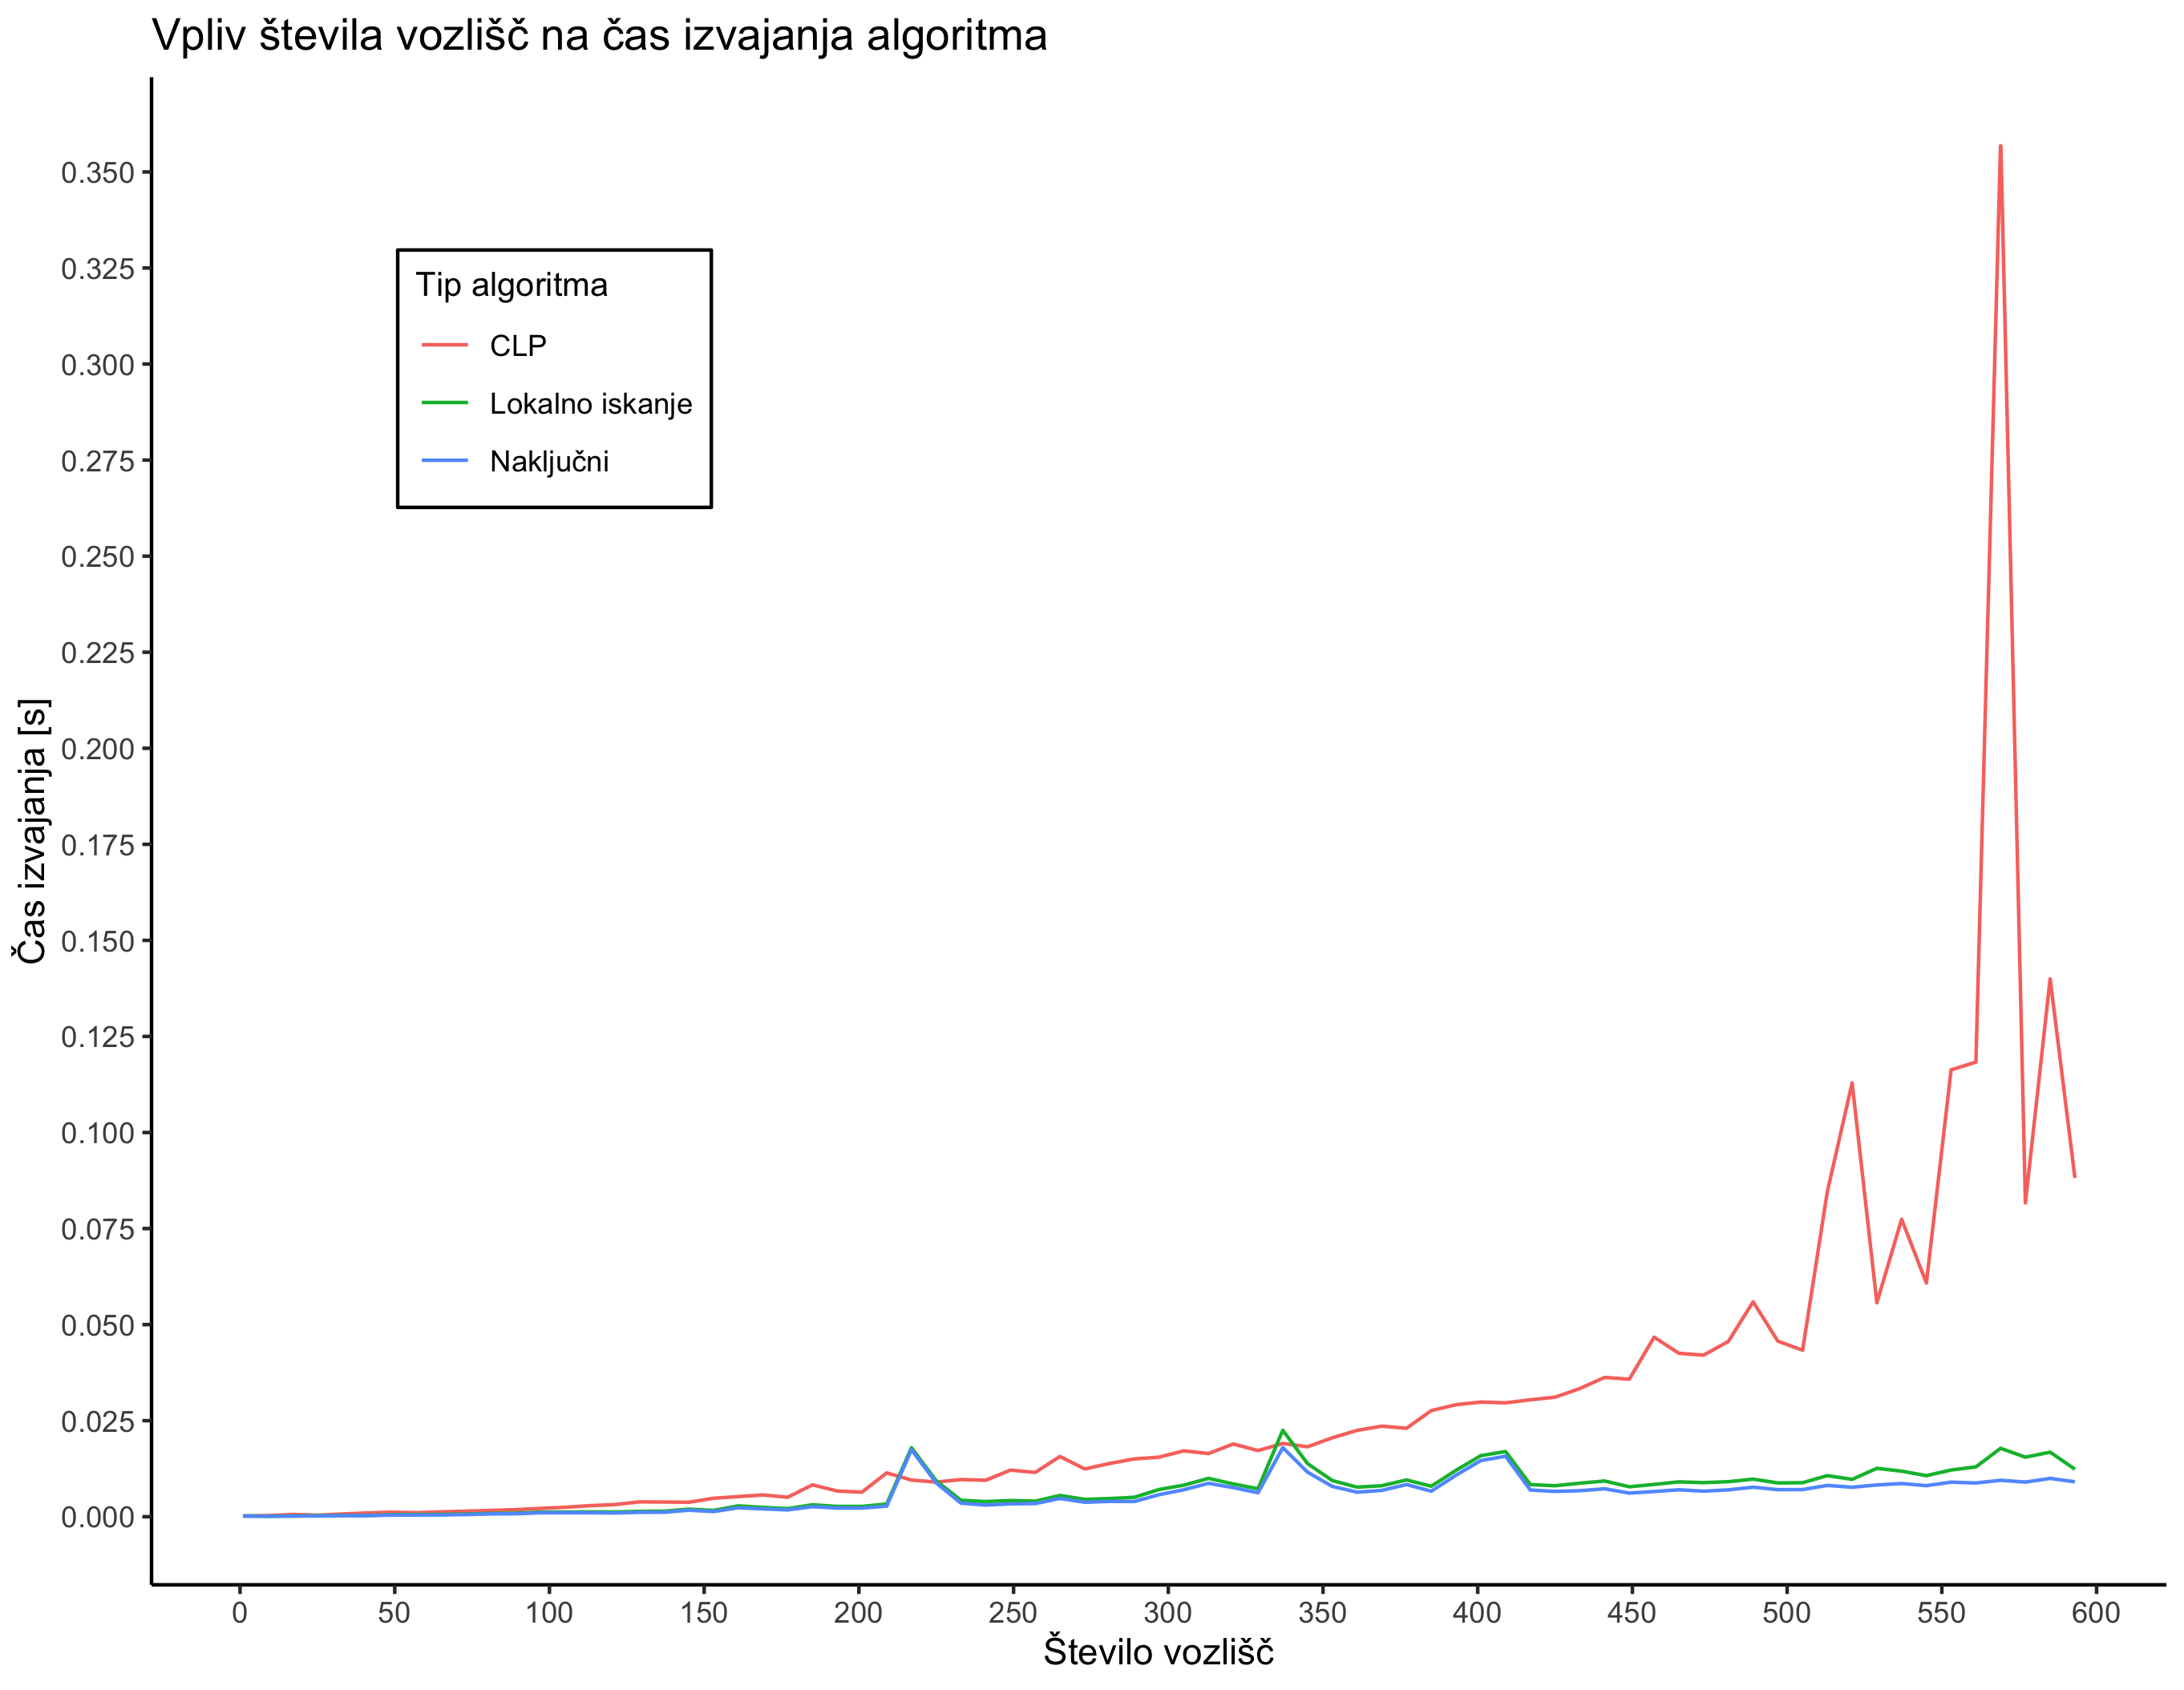 Vpliv števila vozlišč na čas izvajanja algoritma
0.350
0.325
0.300
0.275
0.250
0.225
0.200
0.175
0.150
0.125
0.100
0.075
0.050
0.025
0.000
Čas izvajanja [s]
Tip algoritma
CLP
Lokalno iskanje
Naključni
0 50 100 150 200 250 300 350 400 450 500 550 600
Število vozlišč